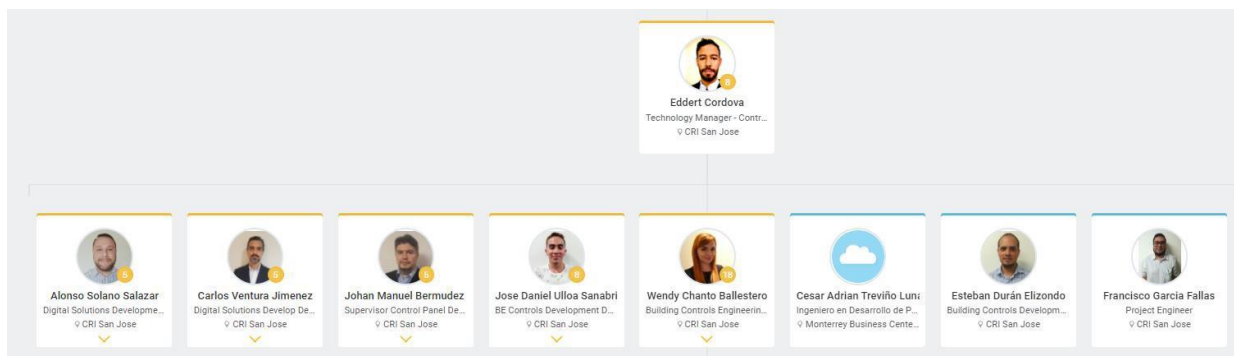 8
Eddert Cordova
Technology Manager - Contr...
CRI San Jose
5
Alonso Solano Salazar
Digital Solutions Developme...
CRI San Jose
5
Carlos Ventura Jimenez
Digital Solutions Develop De...
CRI San Jose
5
Johan Manuel Bermudez
Supervisor Control Panel De...
CRI San Jose
8
Jose Daniel Ulloa Sanabri
BE Controls Development D...
CRI San Jose
18
Wendy Chanto Ballestero
Building Controls Engineerin...
CRI San Jose
Cesar Adrian Treviño Luna
Ingeniero en Desarrollo de P...
Monterrey Business Cente...
Esteban Durán Elizondo
Building Controls Developm...
CRI San Jose
Francisco Garcia Fallas
Project Engineer
CRI San Jose